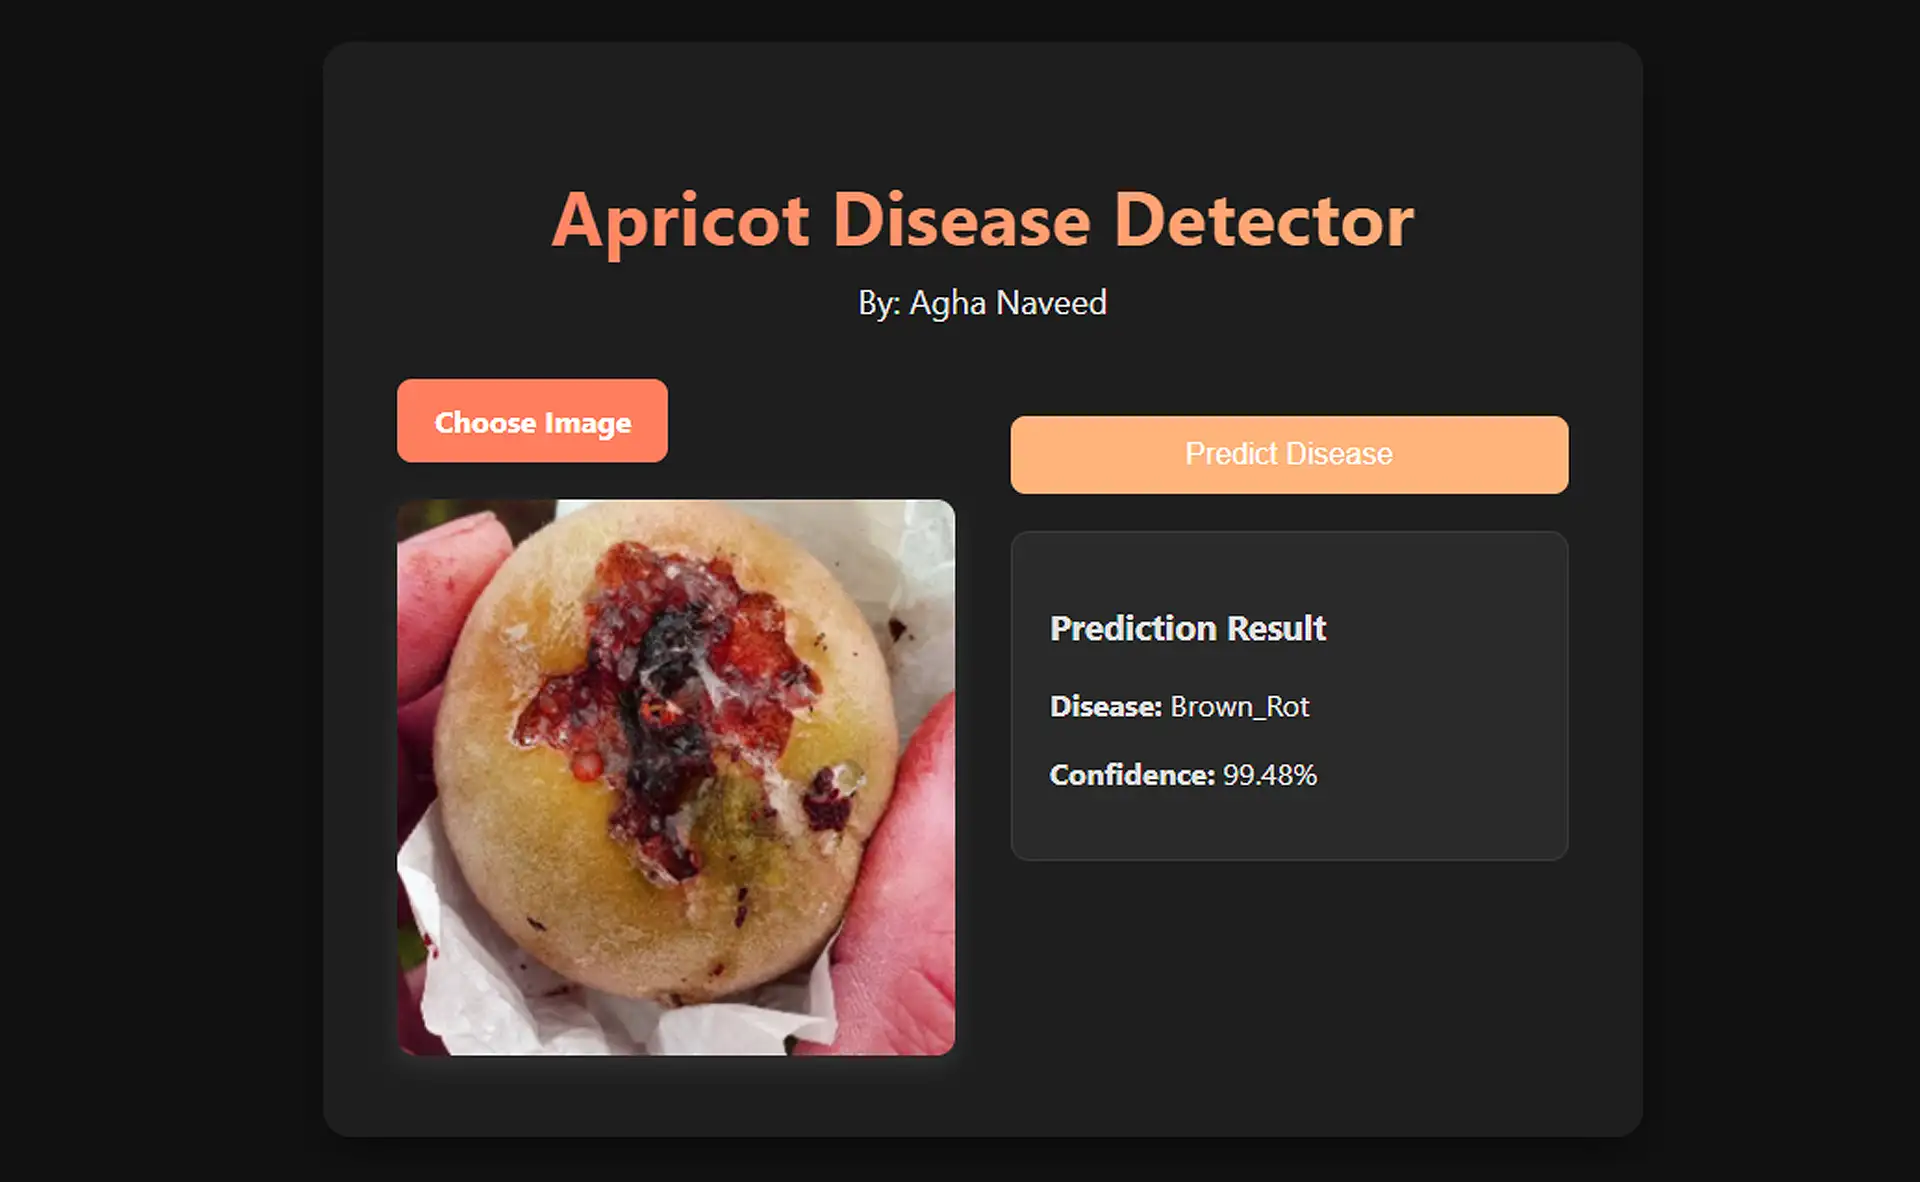 Apricot Disease Detector
By: Agha Naveed
Choose Image
Predict Disease
Prediction Result
Disease: Brown_Rot
Confidence: 99.48%